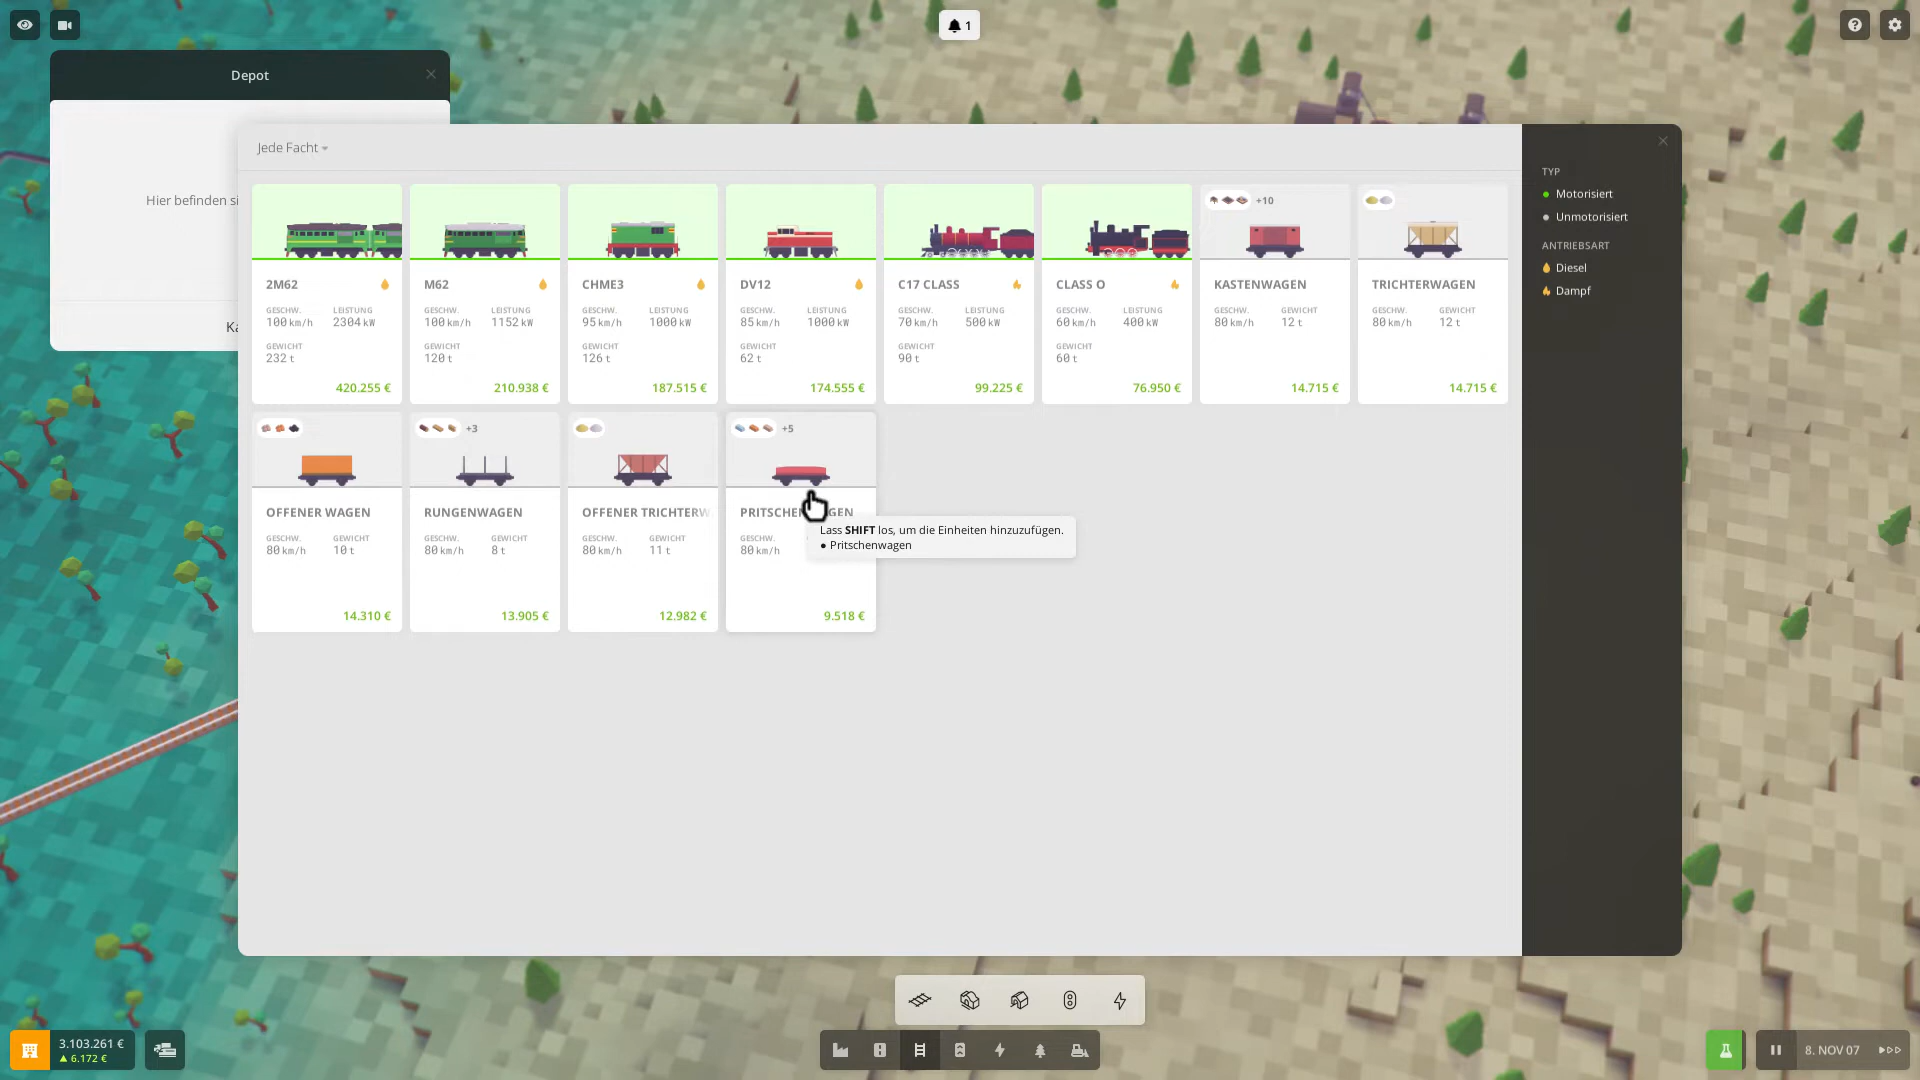 1
Depot
Hier befinden si
Ka
Jede Facht
2M62
GESCHW. LEISTUNG
100 km/h 2304 kW
GEWICHT
232 t
420.255 €
M62
GESCHW. LEISTUNG
100 km/h 1152 kW
GEWICHT
120 t
210.938 €
CHME3
GESCHW. LEISTUNG
95 km/h 1000 kW
GEWICHT
126 t
187.515 €
DV12
GESCHW. LEISTUNG
85 km/h 1000 kW
GEWICHT
62 t
174.555 €
C17 CLASS
GESCHW. LEISTUNG
70 km/h 500 kW
GEWICHT
90 t
99.225 €
CLASS O
GESCHW. LEISTUNG
60 km/h 400 kW
GEWICHT
60 t
76.950 €
+10
KASTENWAGEN
GESCHW. GEWICHT
80 km/h 12 t
14.715 €
TRICHTERWAGEN
GESCHW. GEWICHT
80 km/h 12 t
14.715 €
OFFENER WAGEN
GESCHW. GEWICHT
80 km/h 10 t
14.310 €
+3
RUNGENWAGEN
GESCHW. GEWICHT
80 km/h 8 t
13.905 €
OFFENER TRICHTERW
GESCHW. GEWICHT
80 km/h 11 t
12.982 €
+5
PRITSCHENWAGEN
GESCHW.
80 km/h
9.518 €
Lass SHIFT los, um die Einheiten hinzuzufügen.
● Pritschenwagen
TYP
Motorisiert
Unmotorisiert
ANTRIEBSART
Diesel
Dampf
3.103.261 €
▲ 6.172 €
8. NOV 07